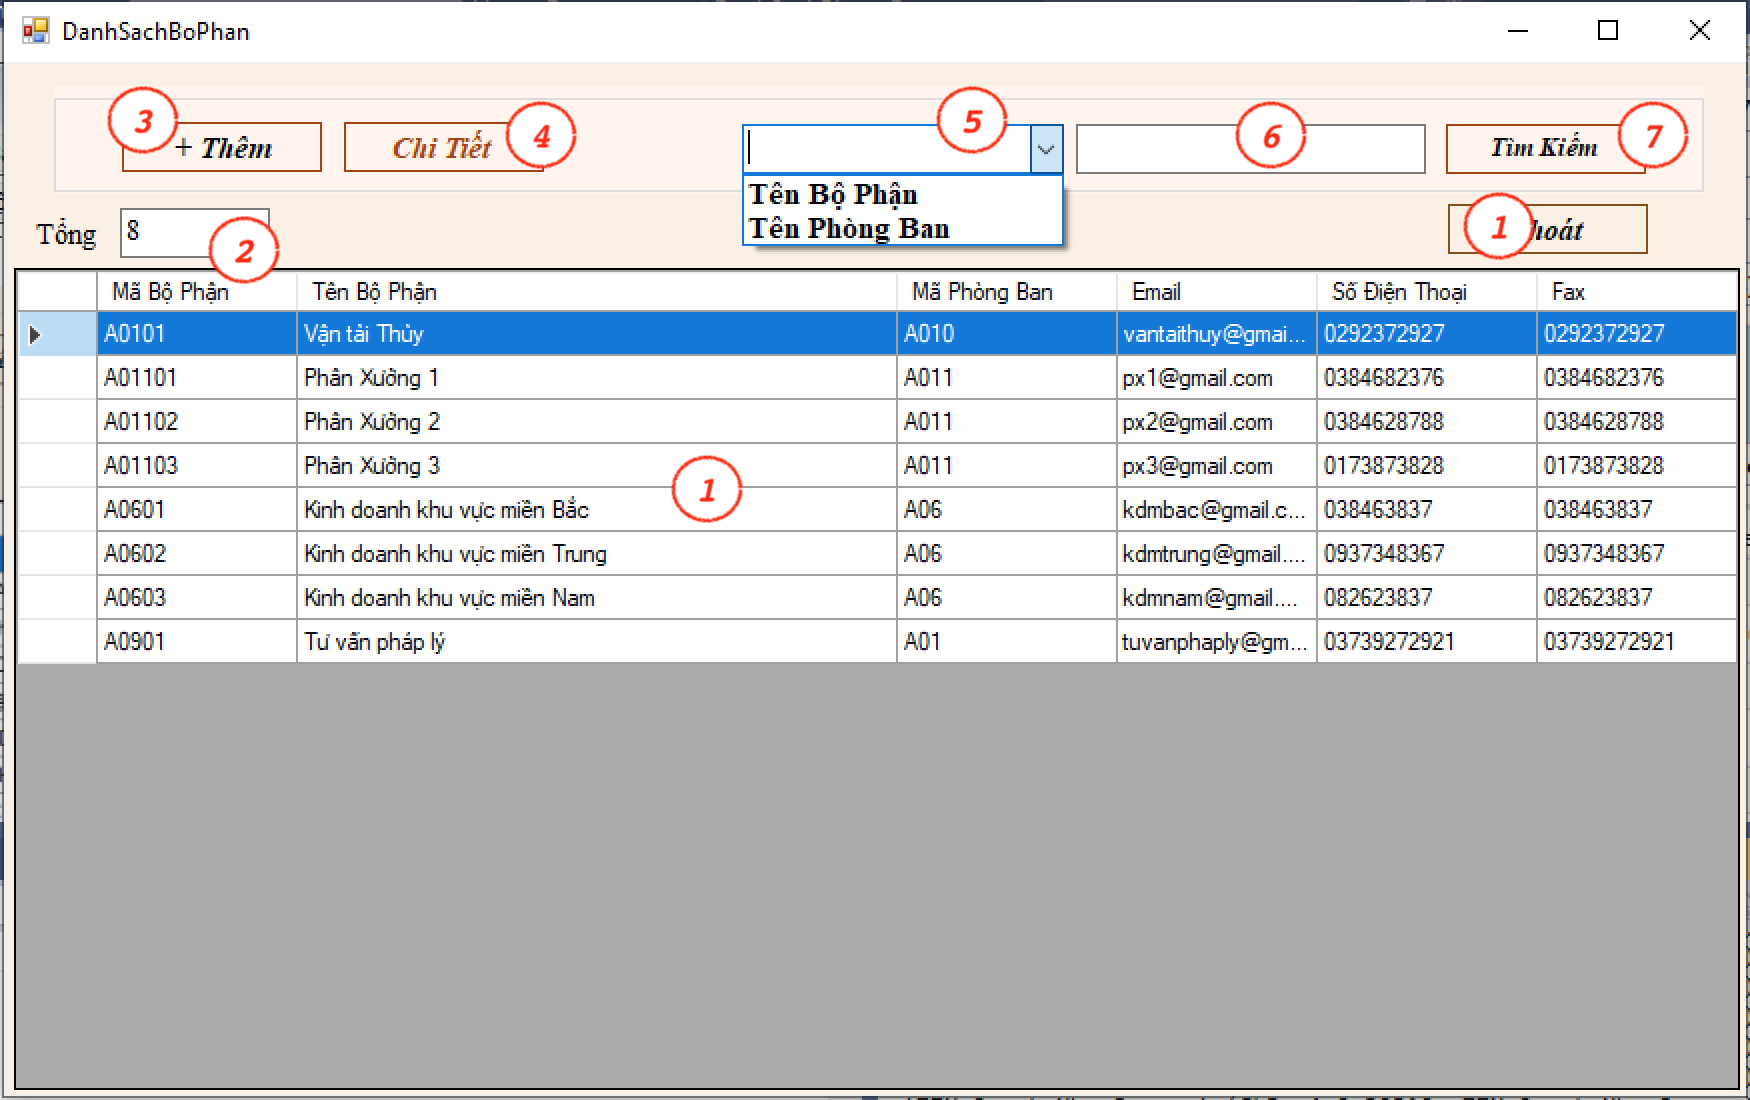 DanhSachBoPhan
3
+ Thêm
Chi Tiết
4
5
6
Tìm Kiếm
7
Tên Bộ Phận
Tên Phòng Ban
Tổng
8
2
1
hoát
Mã Bộ Phận Tên Bộ Phận Mã Phòng Ban Email Số Điện Thoại Fax
A0101 Vận tải Thủy A010 vantaithuy@gmai... 0292372927 0292372927
A01101 Phân Xưởng 1 A011 px1@gmail.com 0384682376 0384682376
A01102 Phân Xưởng 2 A011 px2@gmail.com 0384628788 0384628788
A01103 Phân Xưởng 3 A011 px3@gmail.com 0173873828 0173873828
1
A0601 Kinh doanh khu vực miền Bắc A06 kdmbac@gmail.c... 038463837 038463837
A0602 Kinh doanh khu vực miền Trung A06 kdmtrung@gmail.... 0937348367 0937348367
A0603 Kinh doanh khu vực miền Nam A06 kdmnam@gmail.... 082623837 082623837
A0901 Tư vấn pháp lý A01 tuvanphaply@gm... 03739272921 03739272921